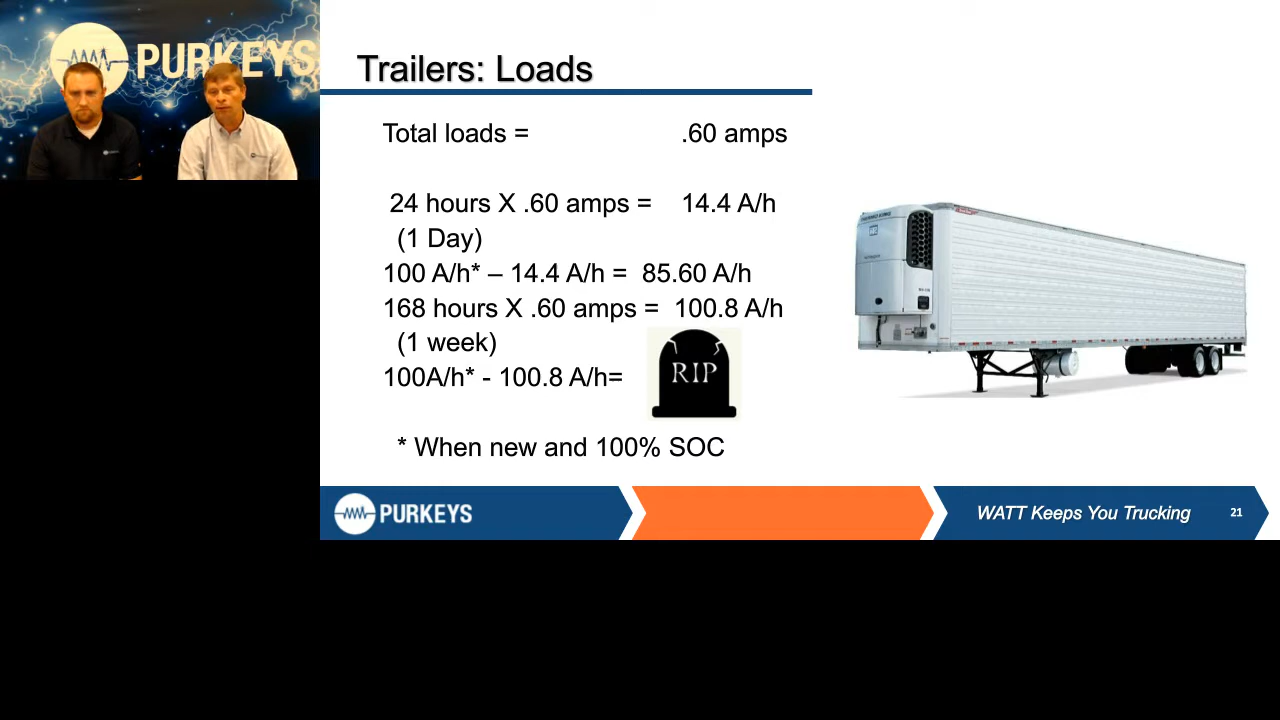 PURKEYS
Trailers: Loads
Total loads = .60 amps
24 hours X .60 amps = 14.4 A/h
(1 Day)
100 A/h* – 14.4 A/h = 85.60 A/h
168 hours X .60 amps = 100.8 A/h
(1 week)
100A/h* - 100.8 A/h=
RIP
* When new and 100% SOC
PURKEYS
WATT Keeps You Trucking
21